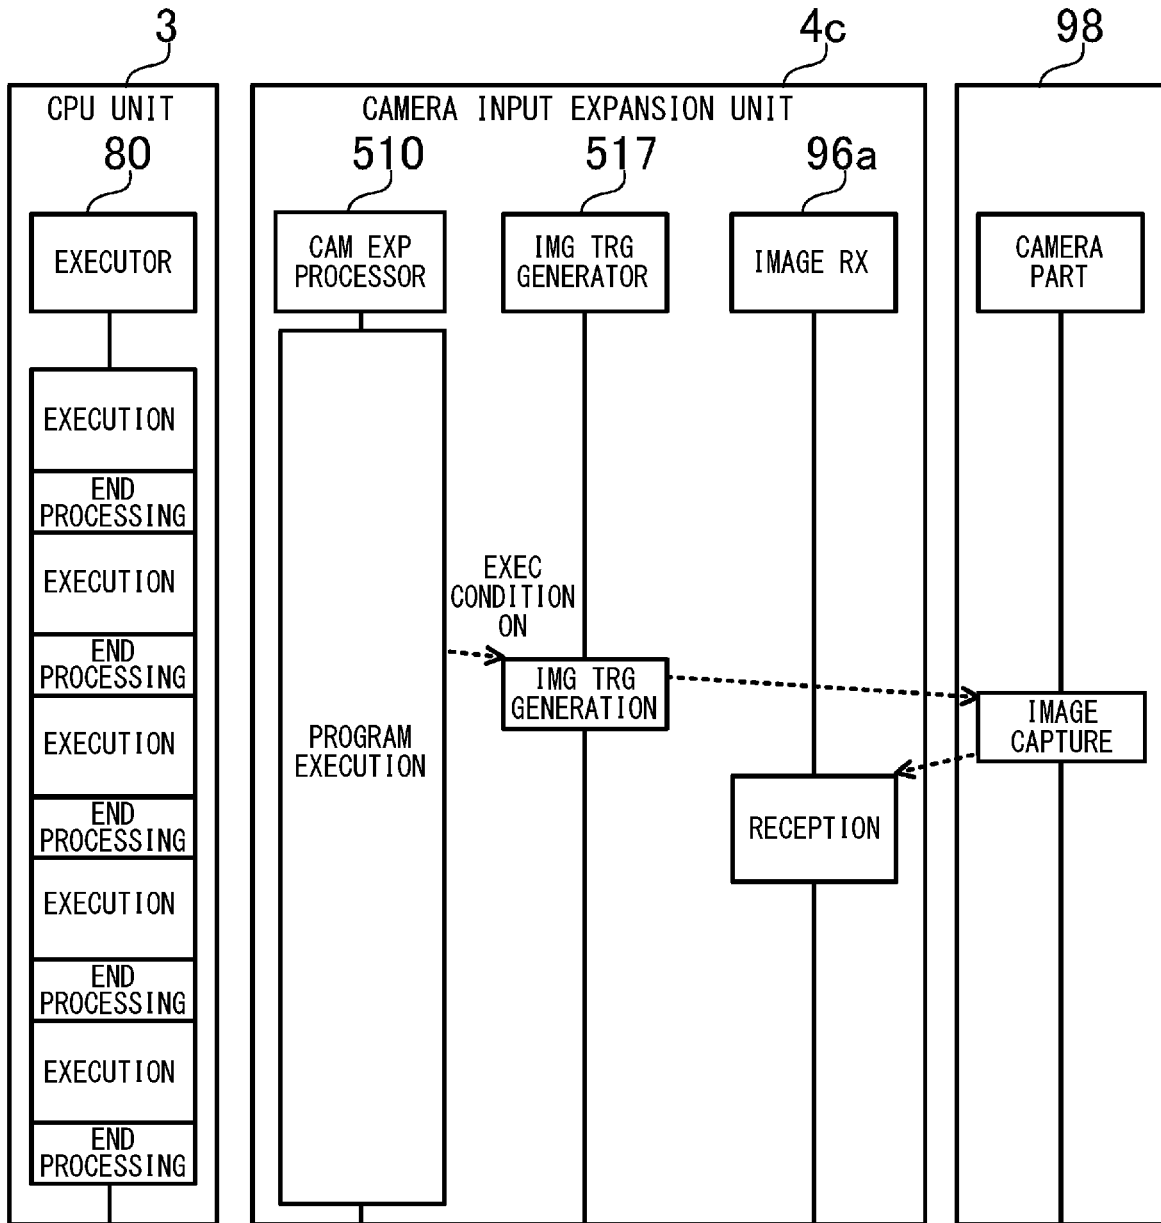 3
4c
98
CPU UNIT
CAMERA INPUT EXPANSION UNIT
80
510
517
96a
EXECUTOR
CAM EXP
PROCESSOR
IMG TRG
GENERATOR
IMAGE RX
CAMERA
PART
EXECUTION
END
PROCESSING
EXECUTION
END
PROCESSING
EXECUTION
END
PROCESSING
EXECUTION
END
PROCESSING
EXECUTION
END
PROCESSING
PROGRAM
EXECUTION
EXEC
CONDITION
ON
IMG TRG
GENERATION
IMAGE
CAPTURE
RECEPTION